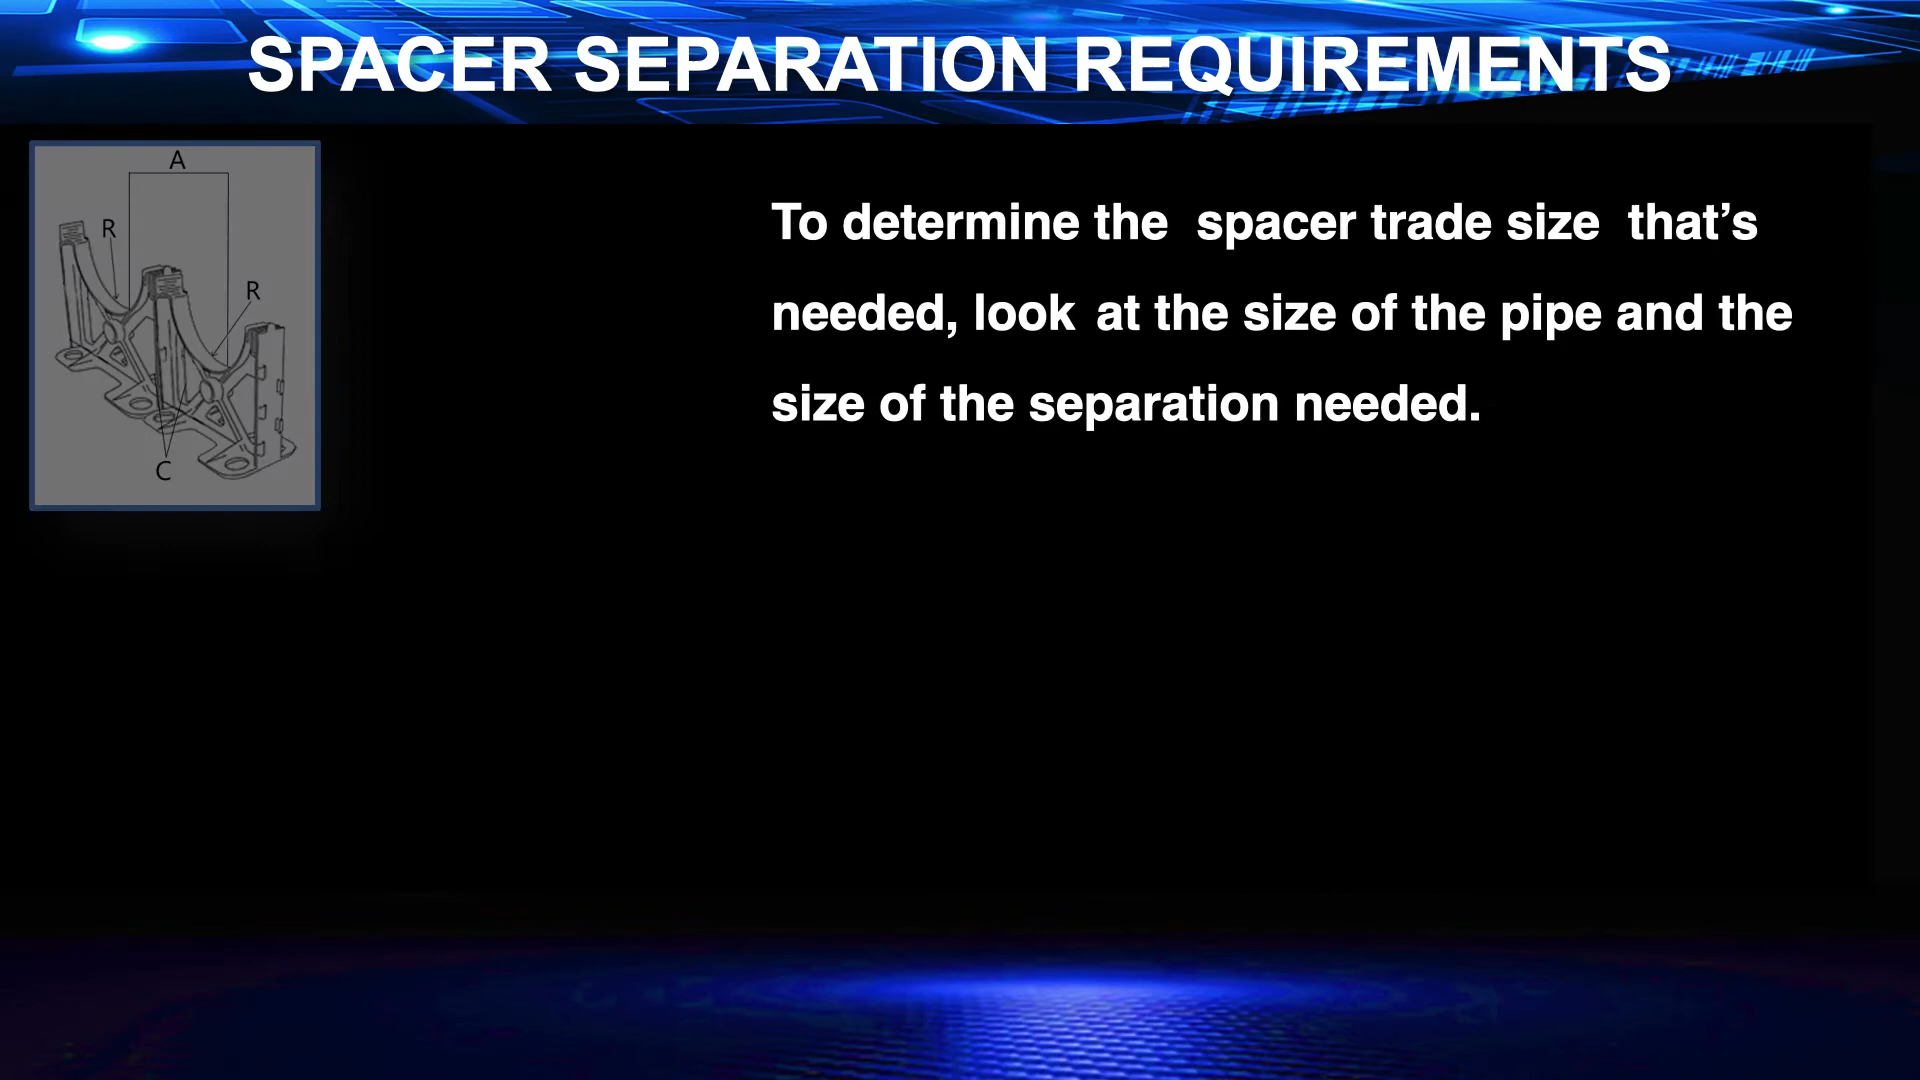 SPACER SEPARATION REQUIREMENTS
A
R
R
C
To determine the spacer trade size that’s
needed, look at the size of the pipe and the
size of the separation needed.